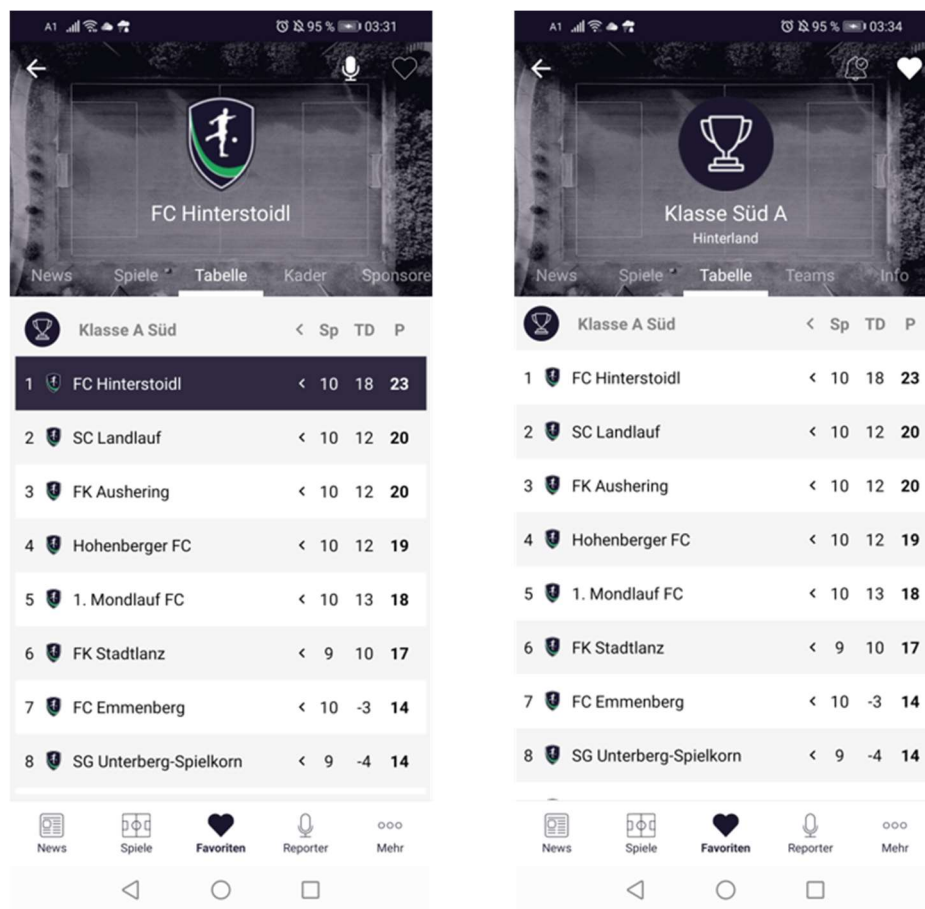 A1 95 % 03:31
FC Hinterstoidl
News Spiele Tabelle Kader Sponsore
Klasse A Süd < Sp TD P
1 FC Hinterstoidl < 10 18 23
2 SC Landlauf < 10 12 20
3 FK Aushering < 10 12 20
4 Hohenberger FC < 10 12 19
5 1. Mondlauf FC < 10 13 18
6 FK Stadtlanz < 9 10 17
7 FC Emmenberg < 10 -3 14
8 SG Unterberg-Spielkorn < 9 -4 14
News Spiele Favoriten Reporter Mehr
A1 95 % 03:34
Klasse Süd A
Hinterland
News Spiele Tabelle Teams Info
Klasse A Süd < Sp TD P
1 FC Hinterstoidl < 10 18 23
2 SC Landlauf < 10 12 20
3 FK Aushering < 10 12 20
4 Hohenberger FC < 10 12 19
5 1. Mondlauf FC < 10 13 18
6 FK Stadtlanz < 9 10 17
7 FC Emmenberg < 10 -3 14
8 SG Unterberg-Spielkorn < 9 -4 14
News Spiele Favoriten Reporter Mehr